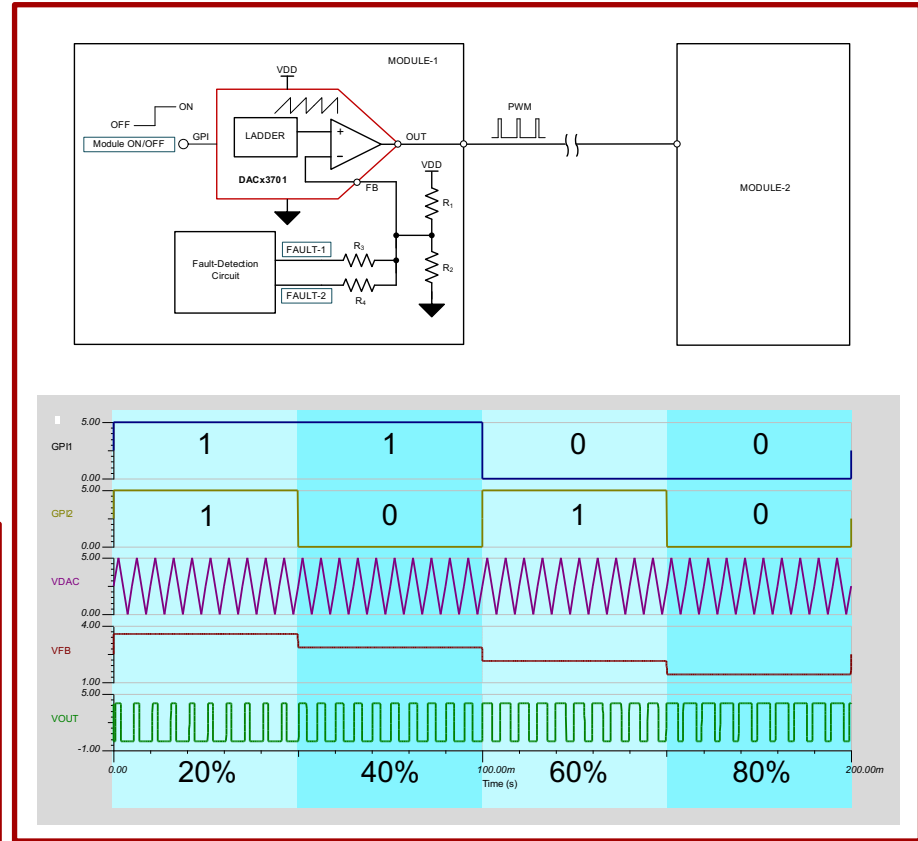 MODULE-1
VDD
ON
OFF
PWM
LADDER
+
OUT
Module ON/OFF
GPI
−
VDD
DACx3701
FB
MODULE-2
R1
FAULT-1
R3
Fault-Detection
Circuit
R2
FAULT-2
R4
5.00
GPI1
1 1 0 0
0.00
5.00
GPI2
1 0 1 0
0.00
5.00
VDAC
0.00
4.00
VFB
1.00
5.00
VOUT
-1.00
0.00 100.00m 200.00m
20% 40% 60% 80%
Time (s)